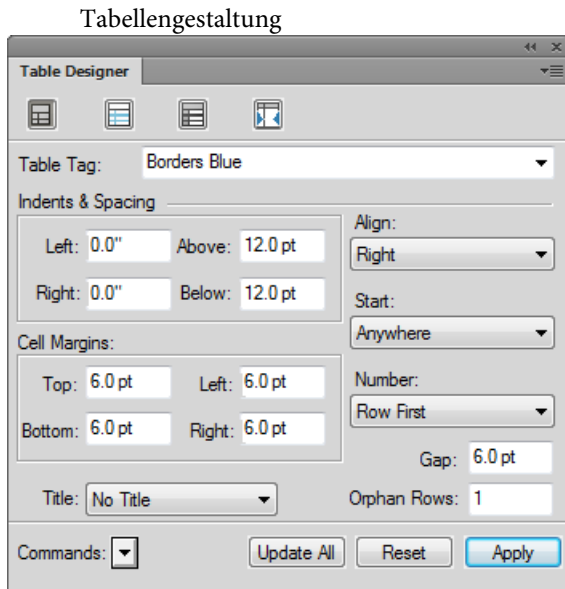 Tabellengestaltung
Table Designer
Table Tag: Borders Blue
Indents & Spacing
Left: 0.0" Above: 12.0 pt
Right: 0.0" Below: 12.0 pt
Align:
Right
Start:
Anywhere
Cell Margins:
Top: 6.0 pt Left: 6.0 pt
Bottom: 6.0 pt Right: 6.0 pt
Number:
Row First
Gap: 6.0 pt
Title: No Title
Orphan Rows: 1
Commands: Update All Reset Apply